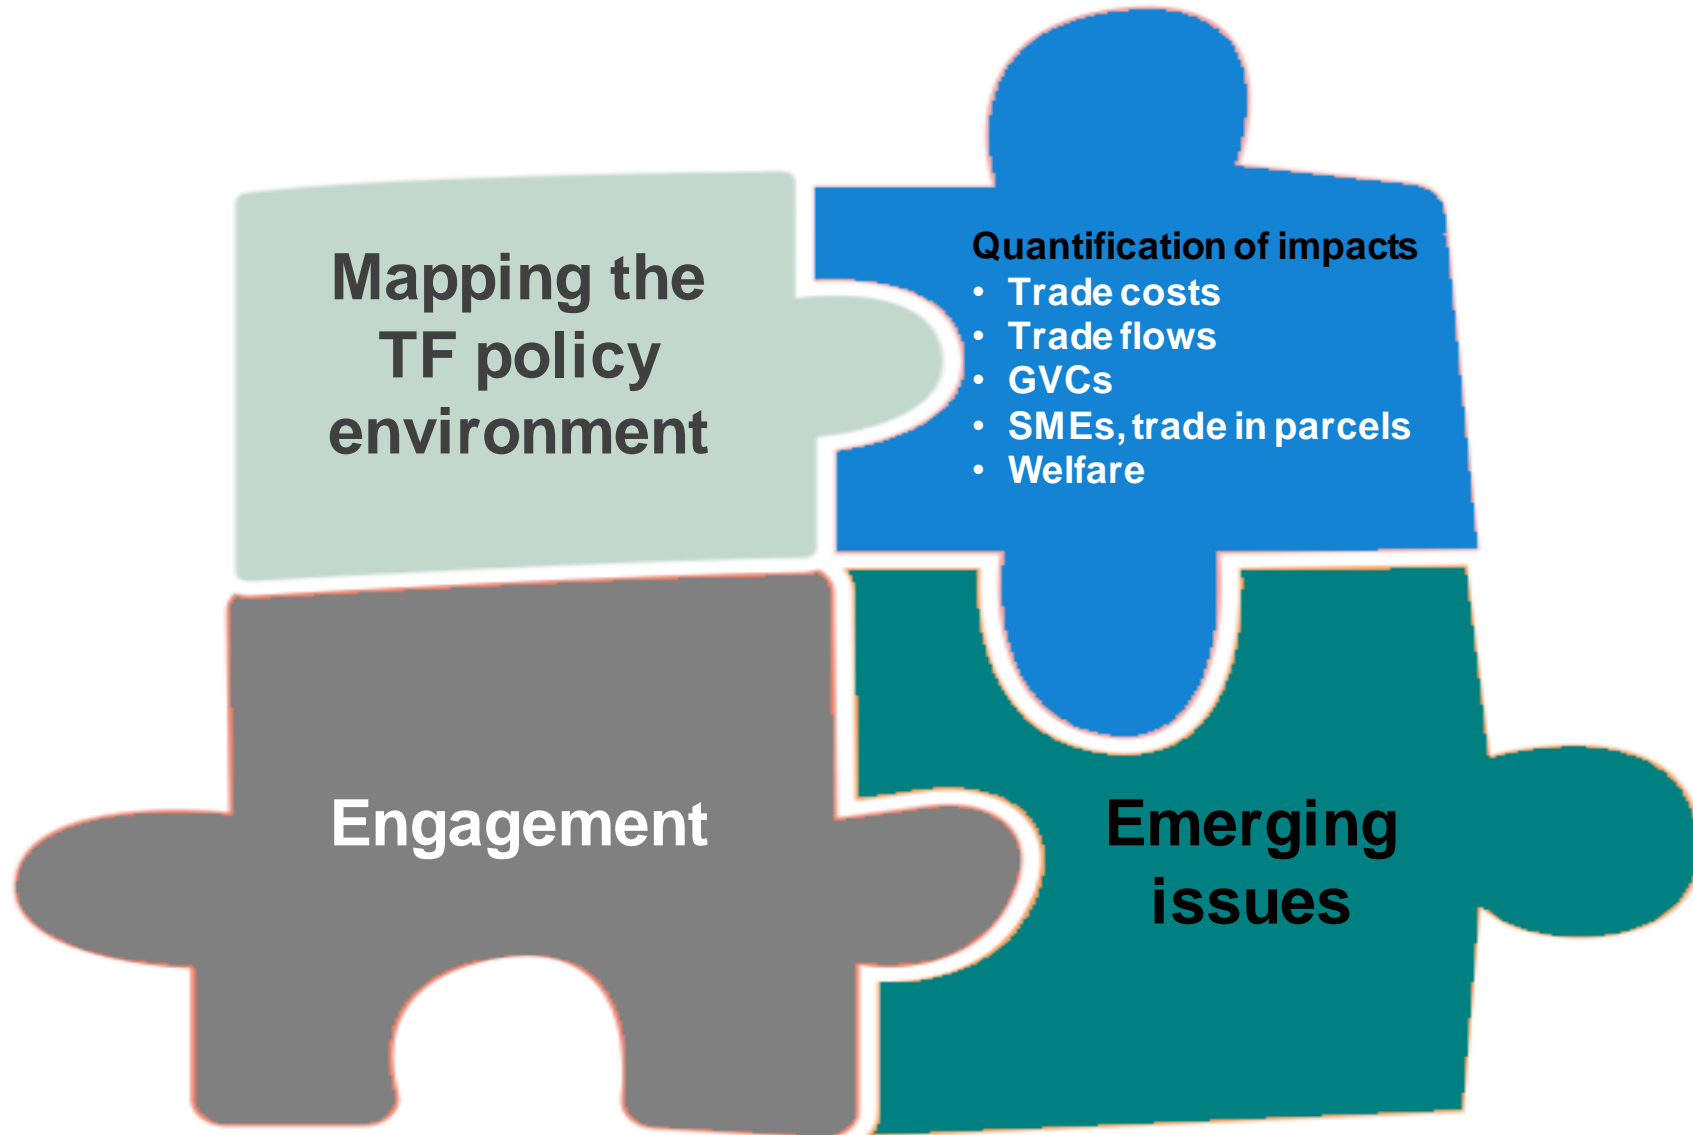 Mapping the
TF policy
environment
Quantification of impacts
• Trade costs
• Trade flows
• GVCs
• SMEs, trade in parcels
• Welfare
Engagement
Emerging
issues